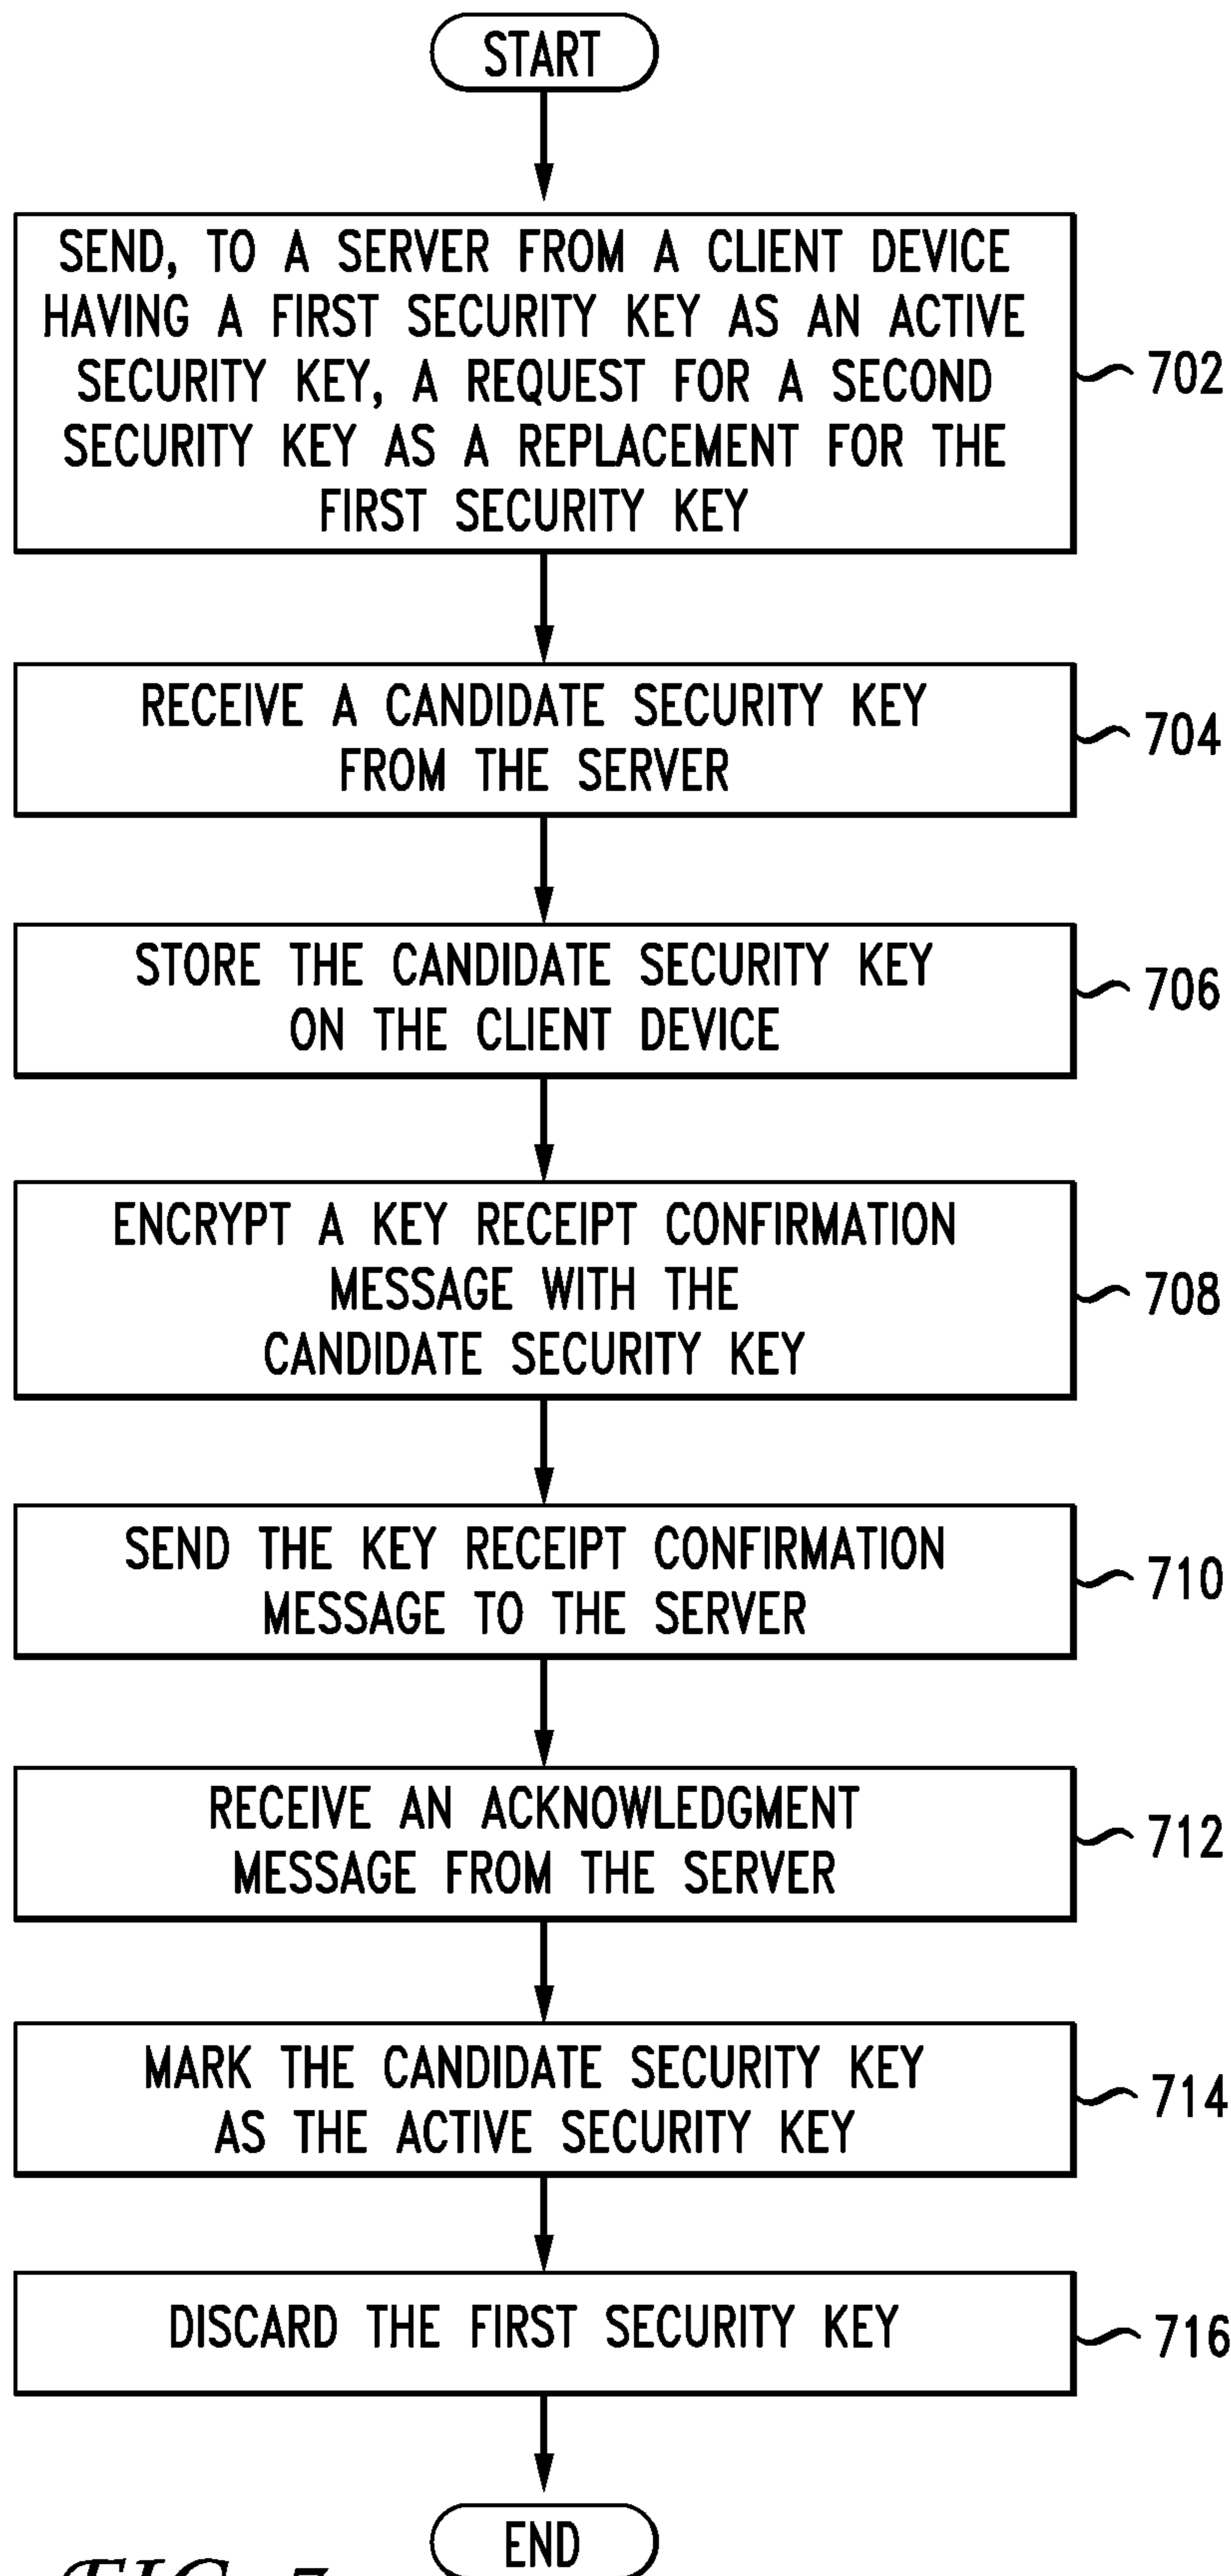 START
SEND, TO A SERVER FROM A CLIENT DEVICE
HAVING A FIRST SECURITY KEY AS AN ACTIVE
SECURITY KEY, A REQUEST FOR A SECOND
SECURITY KEY AS A REPLACEMENT FOR THE
FIRST SECURITY KEY
702
RECEIVE A CANDIDATE SECURITY KEY
FROM THE SERVER
704
STORE THE CANDIDATE SECURITY KEY
ON THE CLIENT DEVICE
706
ENCRYPT A KEY RECEIPT CONFIRMATION
MESSAGE WITH THE
CANDIDATE SECURITY KEY
708
SEND THE KEY RECEIPT CONFIRMATION
MESSAGE TO THE SERVER
710
RECEIVE AN ACKNOWLEDGMENT
MESSAGE FROM THE SERVER
712
MARK THE CANDIDATE SECURITY KEY
AS THE ACTIVE SECURITY KEY
714
DISCARD THE FIRST SECURITY KEY
716
END